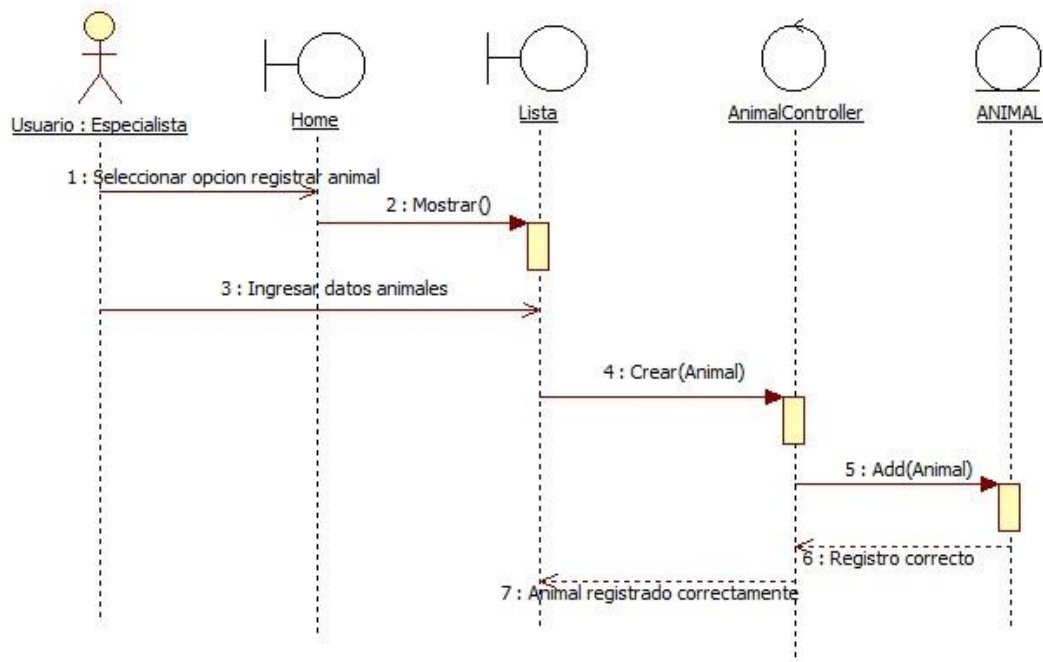 Usuario : Especialista
Home
Lista
AnimalController
ANIMAL
1 : Seleccionar opcion registrar animal
2 : Mostrar()
3 : Ingresar datos animales
4 : Crear(Animal)
5 : Add(Animal)
6 : Registro correcto
7 : Animal registrado correctamente